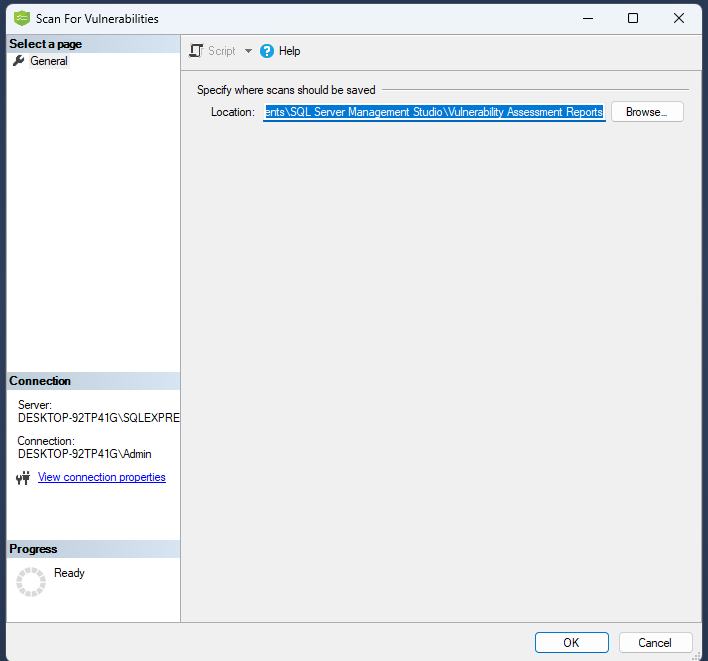 Scan For Vulnerabilities
Select a page
General
Script
Help
Specify where scans should be saved
Location:
ents\SQL Server Management Studio\Vulnerability Assessment Reports
Browse...
Connection
Server:
DESKTOP-92TP41G\SQLEXPRE
Connection:
DESKTOP-92TP41G\Admin
View connection properties
Progress
Ready
OK
Cancel